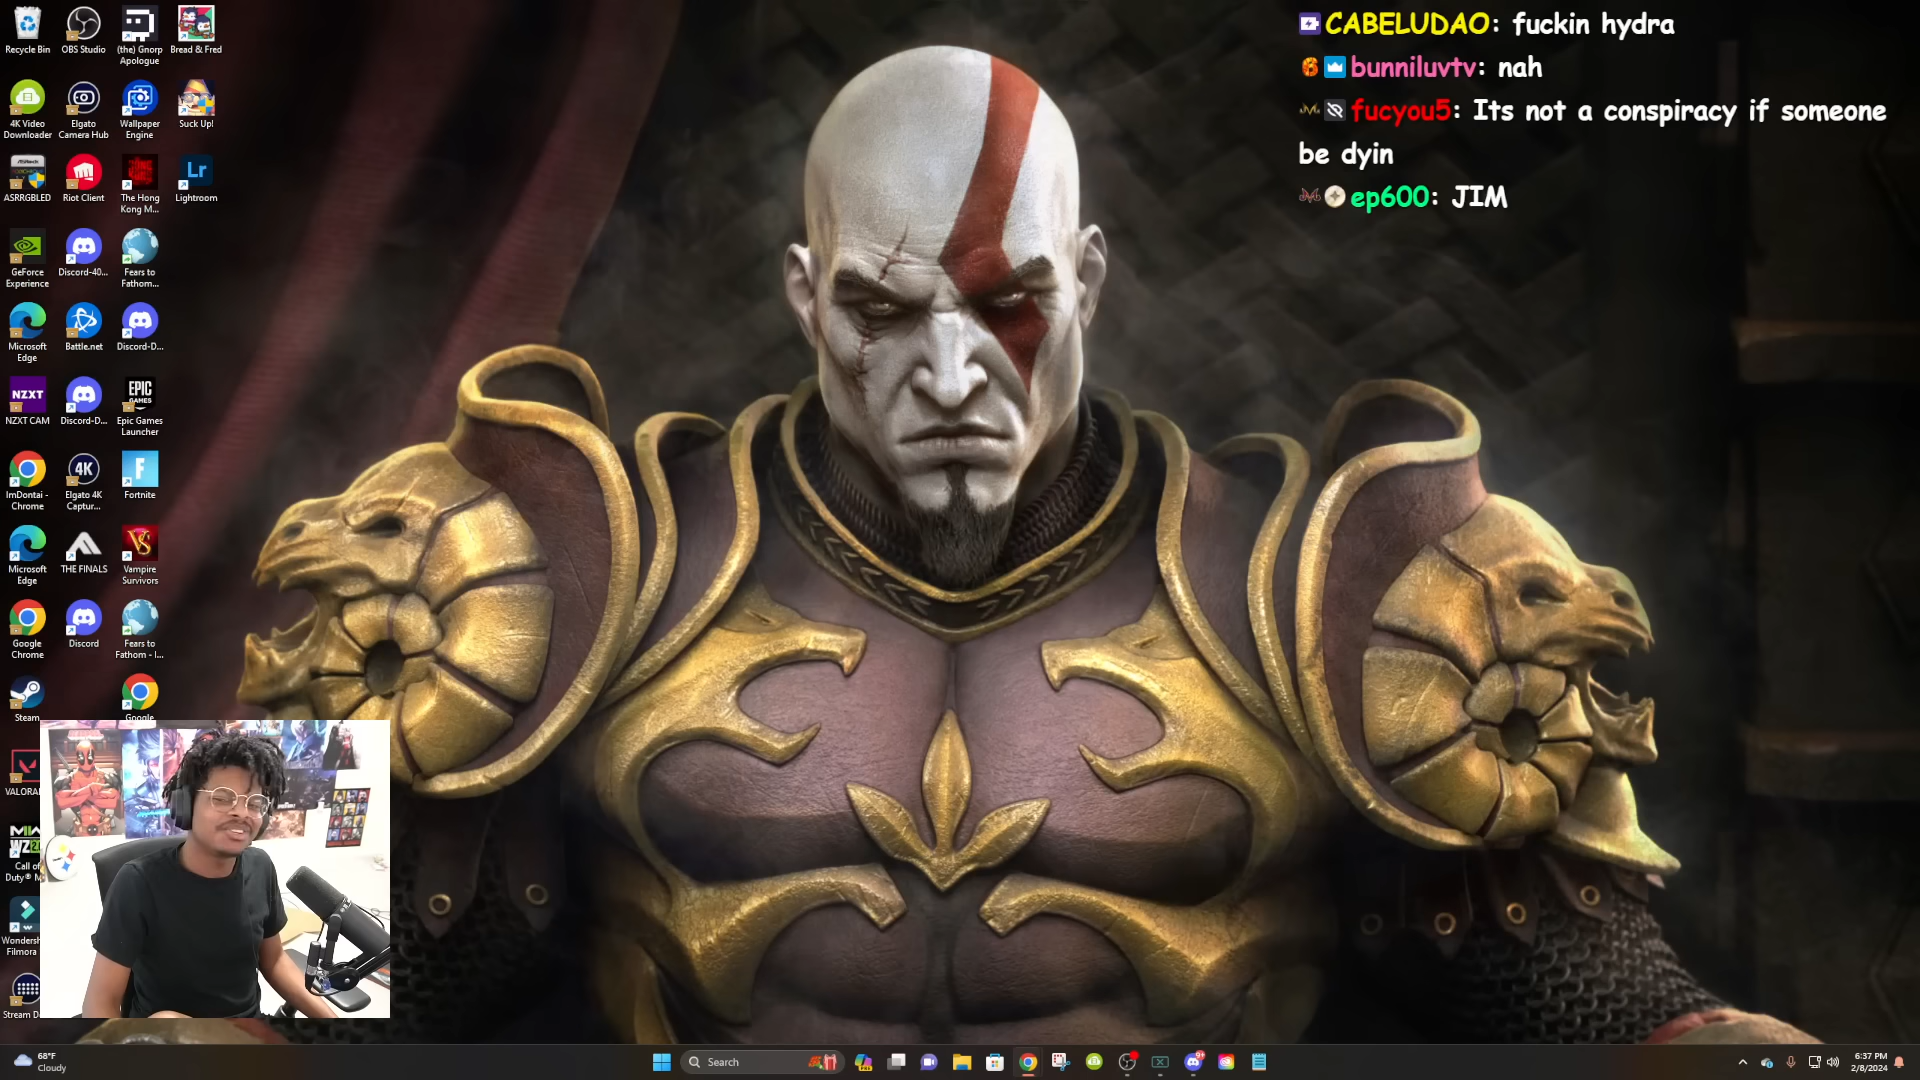 CABELUDAO: fuckin hydra
bunniluvtv: nah
fucyou5: Its not a conspiracy if someone
be dyin
ep600: JIM
Recycle Bin
OBS Studio
(the) Gnorp
Apologue
Bread & Fred
4K Video
Downloader
Elgato
Camera Hub
Wallpaper
Engine
Suck Up!
ASRRGBLED
Riot Client
The Hong
Kong M...
Lr
Lightroom
GeForce
Experience
Discord-40...
Fears to
Fathom...
Microsoft
Edge
Battle.net
Discord-D...
NZXT
NZXT CAM
Discord-D...
EPIC
GAMES
Epic Games
Launcher
ImDontai -
Chrome
4K
Elgato 4K
Captur...
F
Fortnite
Microsoft
Edge
THE FINALS
VS
Vampire
Survivors
Google
Chrome
Discord
Fears to
Fathom - I...
Steam
Google
VALORA
Call of
Duty® M
Wondersh
Filmora
Stream D
68°F
Cloudy
Search
6:37 PM
2/8/2024